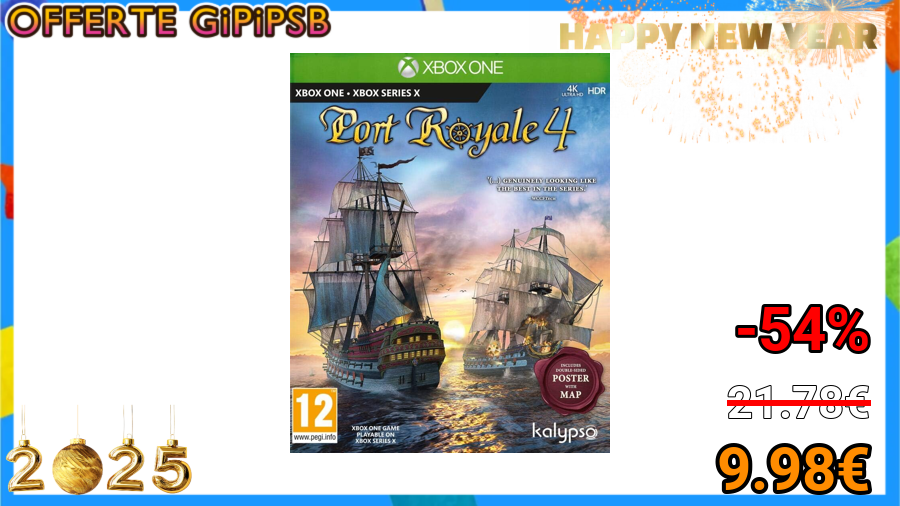 OFFERTE GiPiPSB
HAPPY NEW YEAR
XBOX ONE
XBOX ONE • XBOX SERIES X
4K
ULTRA HD
HDR
Port Royale 4
"(...) GENUINELY LOOKING LIKE
THE BEST IN THE SERIES."
-54%
21.78€
9.98€
INCLUDES
DOUBLE-SIDED
POSTER
WITH
MAP
12
www.pegi.info
XBOX ONE GAME
PLAYABLE ON
XBOX SERIES X
kalypso
2025